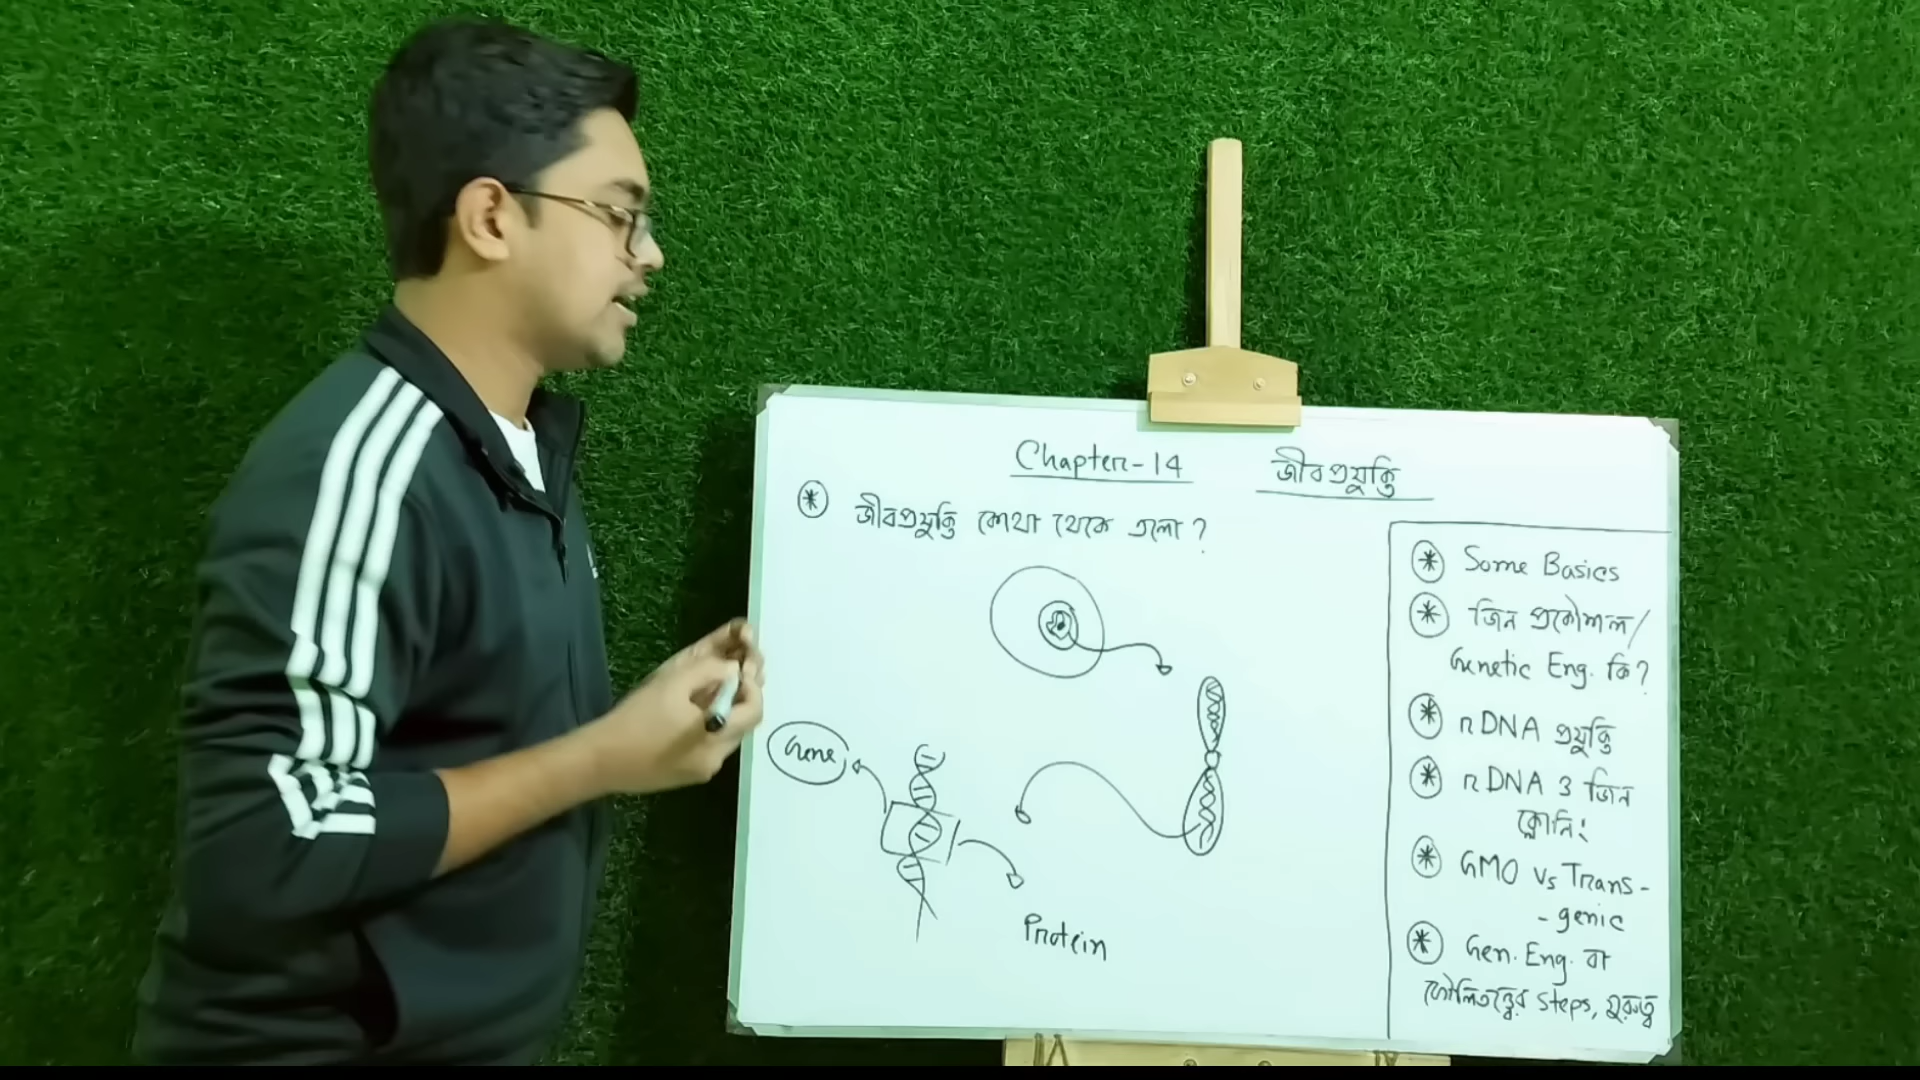 Chapter-14 জীবপ্রযুক্তি
* জীবপ্রযুক্তি কোথা থেকে এলো ?
Gene
Protein
* Some Basics
* জিন প্রকৌশল/
Genetic Eng. কি?
* rDNA প্রযুক্তি
* rDNA ও জিন
ক্লোনিং
* GMO vs Trans-
-genic
* Gen. Eng. বা
কৌলিতত্ত্বের steps, গুরুত্ব